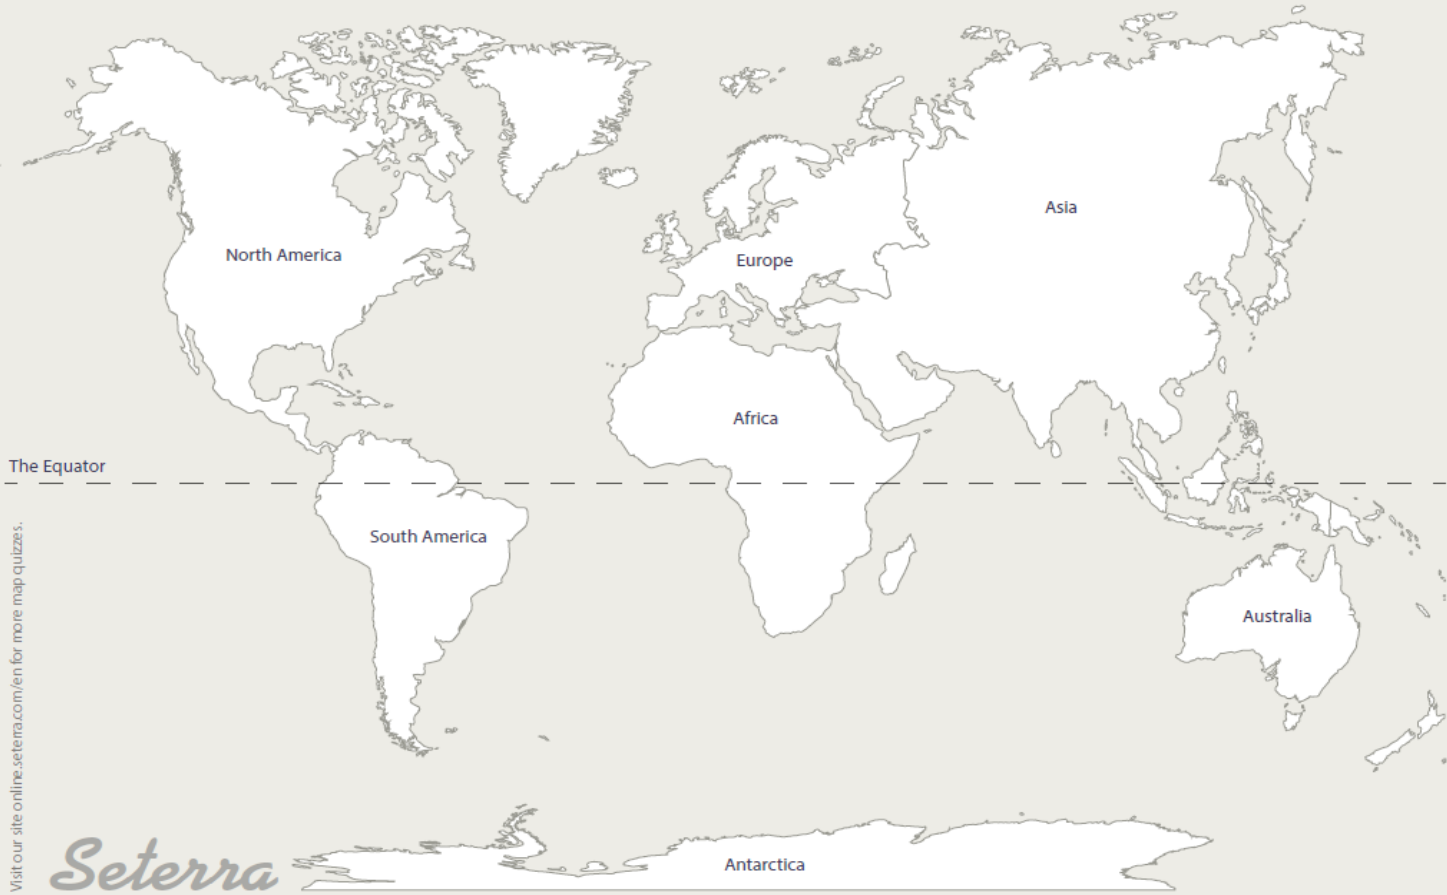 North America
Europe
Asia
Africa
The Equator
South America
Australia
Antarctica
Visit our site online.seterra.com/en for more map quizzes.
Seterra